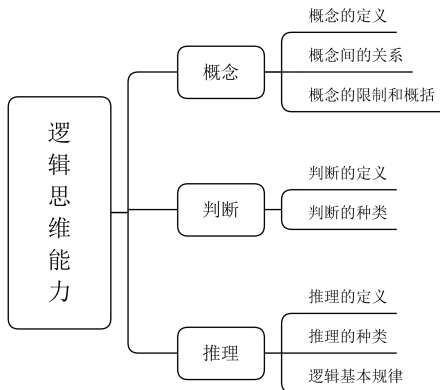 逻辑思维能力
概念
概念的定义
概念间的关系
概念的限制和概括
判断
判断的定义
判断的种类
推理
推理的定义
推理的种类
逻辑基本规律